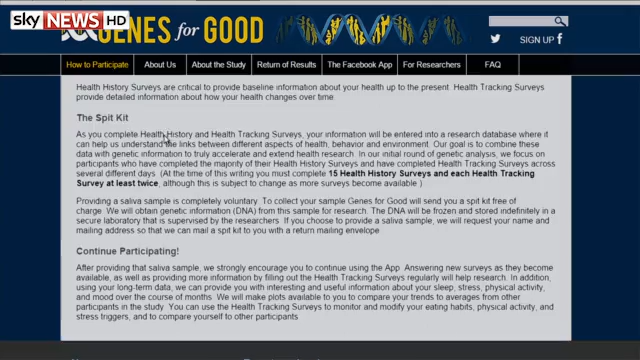 sky NEWS HD
GENES for GOOD
SIGN UP f
How to Participate About Us About the Study Return of Results The Facebook App For Researchers FAQ
Health History Surveys are critical to provide baseline information about your health up to the present. Health Tracking Surveys
provide detailed information about how your health changes over time.
The Spit Kit
As you complete Health History and Health Tracking Surveys, your information will be entered into a research database where it
can help us understand the links between different aspects of health, behavior and environment. Our goal is to combine these
data with genetic information to truly accelerate and extend health research. In our initial round of genetic analysis, we focus on
participants who have completed the majority of their Health History Surveys and have completed Health Tracking Surveys across
several different days. (At the time of this writing you must complete 15 Health History Surveys and each Health Tracking
Survey at least twice, although this is subject to change as more surveys become available.)
Providing a saliva sample is completely voluntary. To collect your sample Genes for Good will send you a spit kit free of
charge. We will obtain genetic information (DNA) from this sample for research. The DNA will be frozen and stored indefinitely in a
secure laboratory that is supervised by the researchers. If you choose to provide a saliva sample, we will request your name and
mailing address so that we can mail a spit kit to you with a return mailing envelope.
Continue Participating!
After providing that saliva sample, we strongly encourage you to continue using the App. Answering new surveys as they become
available, as well as providing more information by filling out the Health Tracking Surveys regularly will help research. In addition,
using your long-term data, we can provide you with interesting and useful information about your sleep, stress, physical activity,
and mood over the course of months. We will make plots available to you to compare your trends to averages from other
participants in the study. You can use the Health Tracking Surveys to monitor and modify your eating habits, physical activity, and
stress triggers, and to compare yourself to other participants.